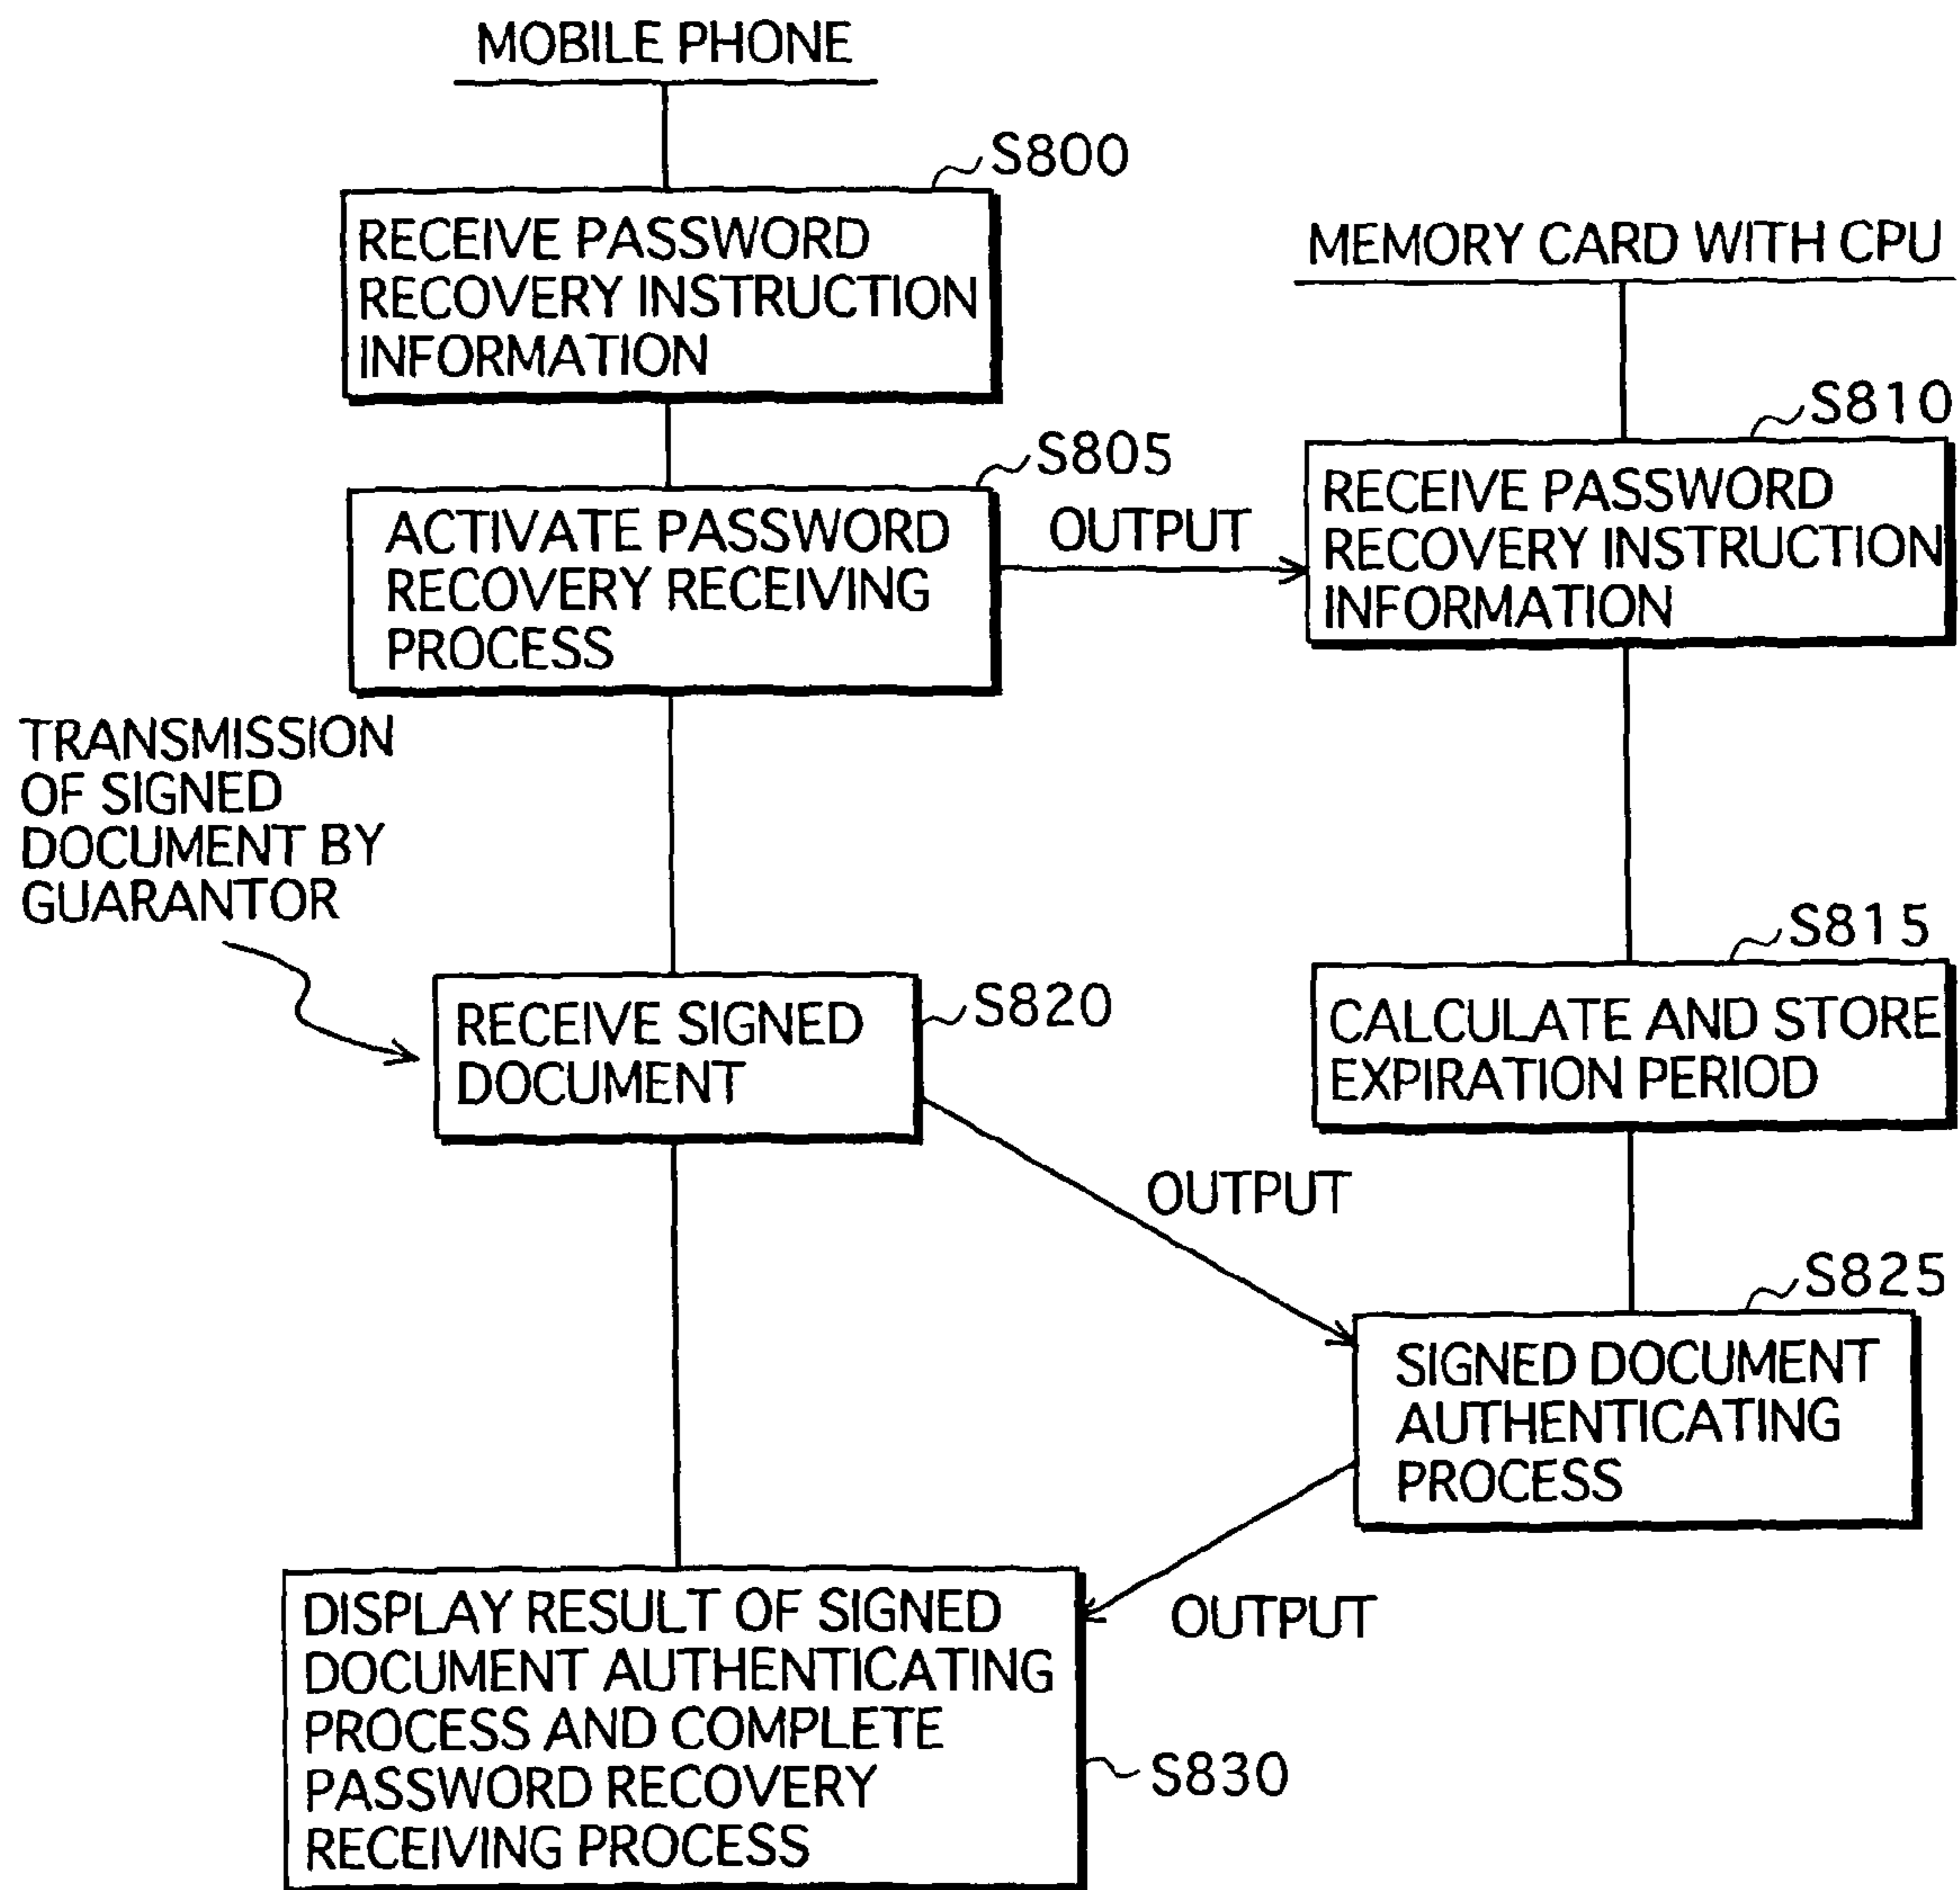 MOBILE PHONE
S800
RECEIVE PASSWORD
RECOVERY INSTRUCTION
INFORMATION
MEMORY CARD WITH CPU
S805
ACTIVATE PASSWORD
RECOVERY RECEIVING
PROCESS
OUTPUT
S810
RECEIVE PASSWORD
RECOVERY INSTRUCTION
INFORMATION
TRANSMISSION
OF SIGNED
DOCUMENT BY
GUARANTOR
S815
CALCULATE AND STORE
EXPIRATION PERIOD
RECEIVE SIGNED
DOCUMENT
S820
OUTPUT
S825
SIGNED DOCUMENT
AUTHENTICATING
PROCESS
OUTPUT
DISPLAY RESULT OF SIGNED
DOCUMENT AUTHENTICATING
PROCESS AND COMPLETE
PASSWORD RECOVERY
RECEIVING PROCESS
S830